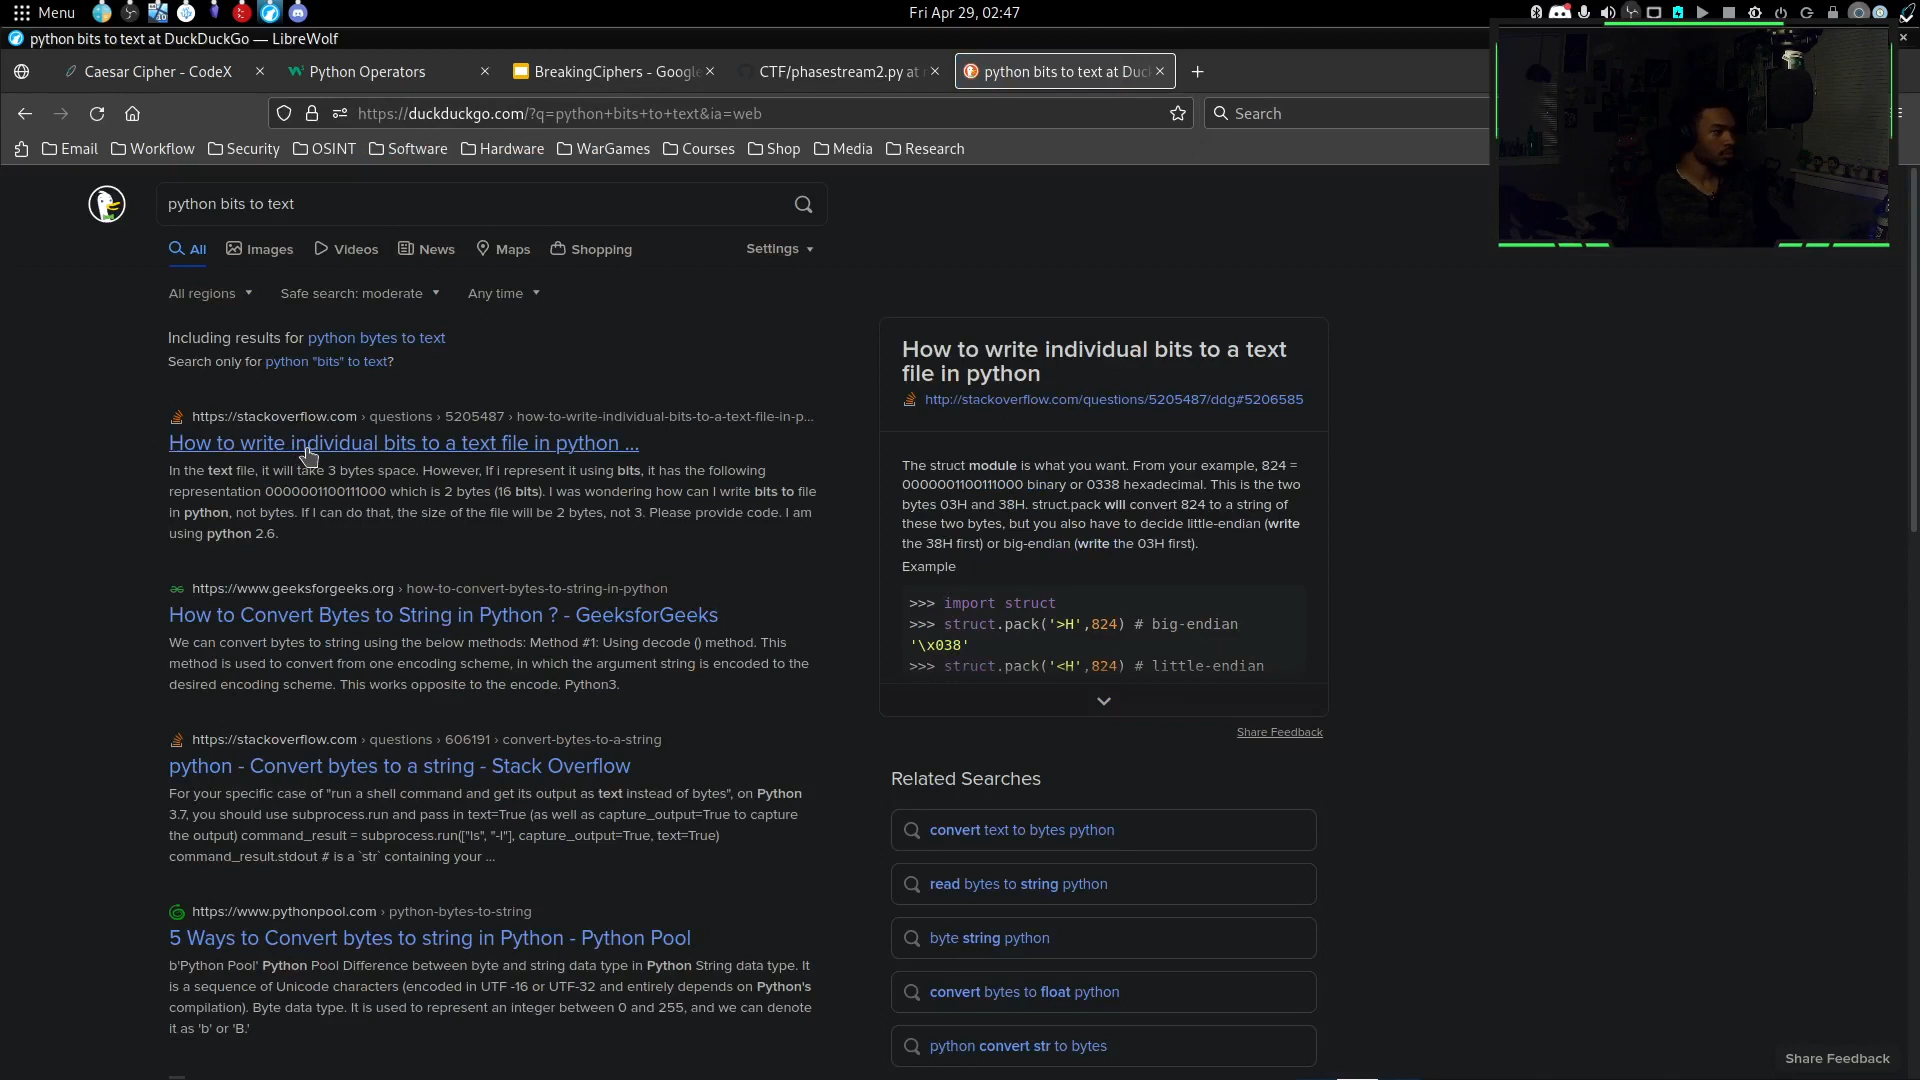 Menu
Fri Apr 29, 02:47
python bits to text at DuckDuckGo — LibreWolf
Caesar Cipher - CodeX
Python Operators
BreakingCiphers - Google
CTF/phasestream2.py at
python bits to text at Duc
https://duckduckgo.com/?q=python+bits+to+text&ia=web
Search
Email
Workflow
Security
OSINT
Software
Hardware
WarGames
Courses
Shop
Media
Research
python bits to text
All
Images
Videos
News
Maps
Shopping
Settings
All regions
Safe search: moderate
Any time
Including results for python bytes to text
Search only for python "bits" to text?
https://stackoverflow.com › questions › 5205487 › how-to-write-individual-bits-to-a-text-file-in-p...
How to write individual bits to a text file in python ...
In the text file, it will take 3 bytes space. However, If i represent it using bits, it has the following
representation 0000001100111000 which is 2 bytes (16 bits). I was wondering how can I write bits to file
in python, not bytes. If I can do that, the size of the file will be 2 bytes, not 3. Please provide code. I am
using python 2.6.
https://www.geeksforgeeks.org › how-to-convert-bytes-to-string-in-python
How to Convert Bytes to String in Python ? - GeeksforGeeks
We can convert bytes to string using the below methods: Method #1: Using decode () method. This
method is used to convert from one encoding scheme, in which the argument string is encoded to the
desired encoding scheme. This works opposite to the encode. Python3.
https://stackoverflow.com › questions › 606191 › convert-bytes-to-a-string
python - Convert bytes to a string - Stack Overflow
For your specific case of "run a shell command and get its output as text instead of bytes", on Python
3.7, you should use subprocess.run and pass in text=True (as well as capture_output=True to capture
the output) command_result = subprocess.run(["ls", "-l"], capture_output=True, text=True)
command_result.stdout # is a `str` containing your ...
https://www.pythonpool.com › python-bytes-to-string
5 Ways to Convert bytes to string in Python - Python Pool
b'Python Pool' Python Pool Difference between byte and string data type in Python String data type. It
is a sequence of Unicode characters (encoded in UTF -16 or UTF-32 and entirely depends on Python's
compilation). Byte data type. It is used to represent an integer between 0 and 255, and we can denote
it as 'b' or 'B.'
How to write individual bits to a text
file in python
http://stackoverflow.com/questions/5205487/ddg#5206585
The struct module is what you want. From your example, 824 =
0000001100111000 binary or 0338 hexadecimal. This is the two
bytes 03H and 38H. struct.pack will convert 824 to a string of
these two bytes, but you also have to decide little-endian (write
the 38H first) or big-endian (write the 03H first).
Example
>>> import struct
>>> struct.pack('>H',824) # big-endian
'\x038'
>>> struct.pack('<H',824) # little-endian
Share Feedback
Related Searches
convert text to bytes python
read bytes to string python
byte string python
convert bytes to float python
python convert str to bytes
Share Feedback